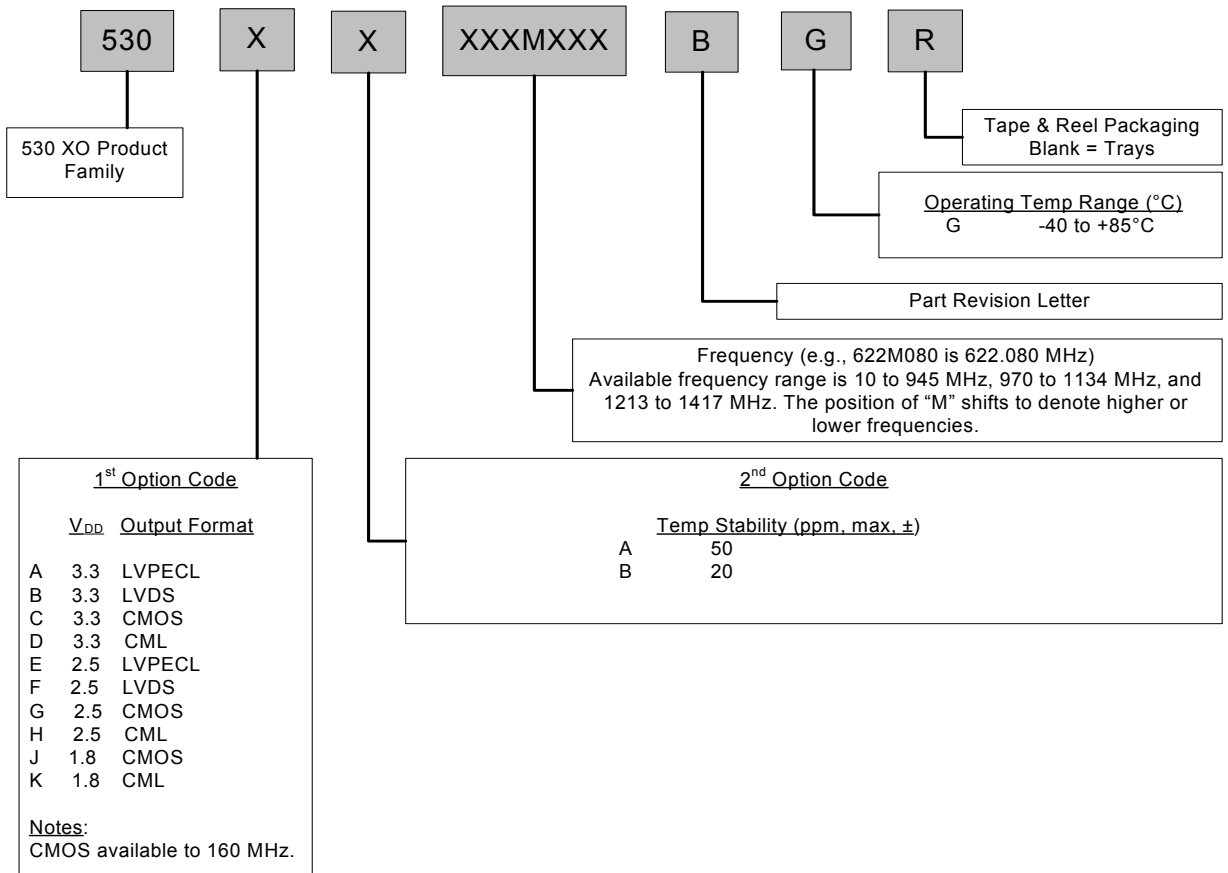 530 X X XXXMXXX B G R
530 XO Product
Family
Tape & Reel Packaging
Blank = Trays
Operating Temp Range (°C)
G -40 to +85°C
Part Revision Letter
Frequency (e.g., 622M080 is 622.080 MHz)
Available frequency range is 10 to 945 MHz, 970 to 1134 MHz, and
1213 to 1417 MHz. The position of “M” shifts to denote higher or
lower frequencies.
1st Option Code
VDD Output Format
A 3.3 LVPECL
B 3.3 LVDS
C 3.3 CMOS
D 3.3 CML
E 2.5 LVPECL
F 2.5 LVDS
G 2.5 CMOS
H 2.5 CML
J 1.8 CMOS
K 1.8 CML
Notes:
CMOS available to 160 MHz.
2nd Option Code
Temp Stability (ppm, max, ±)
A 50
B 20